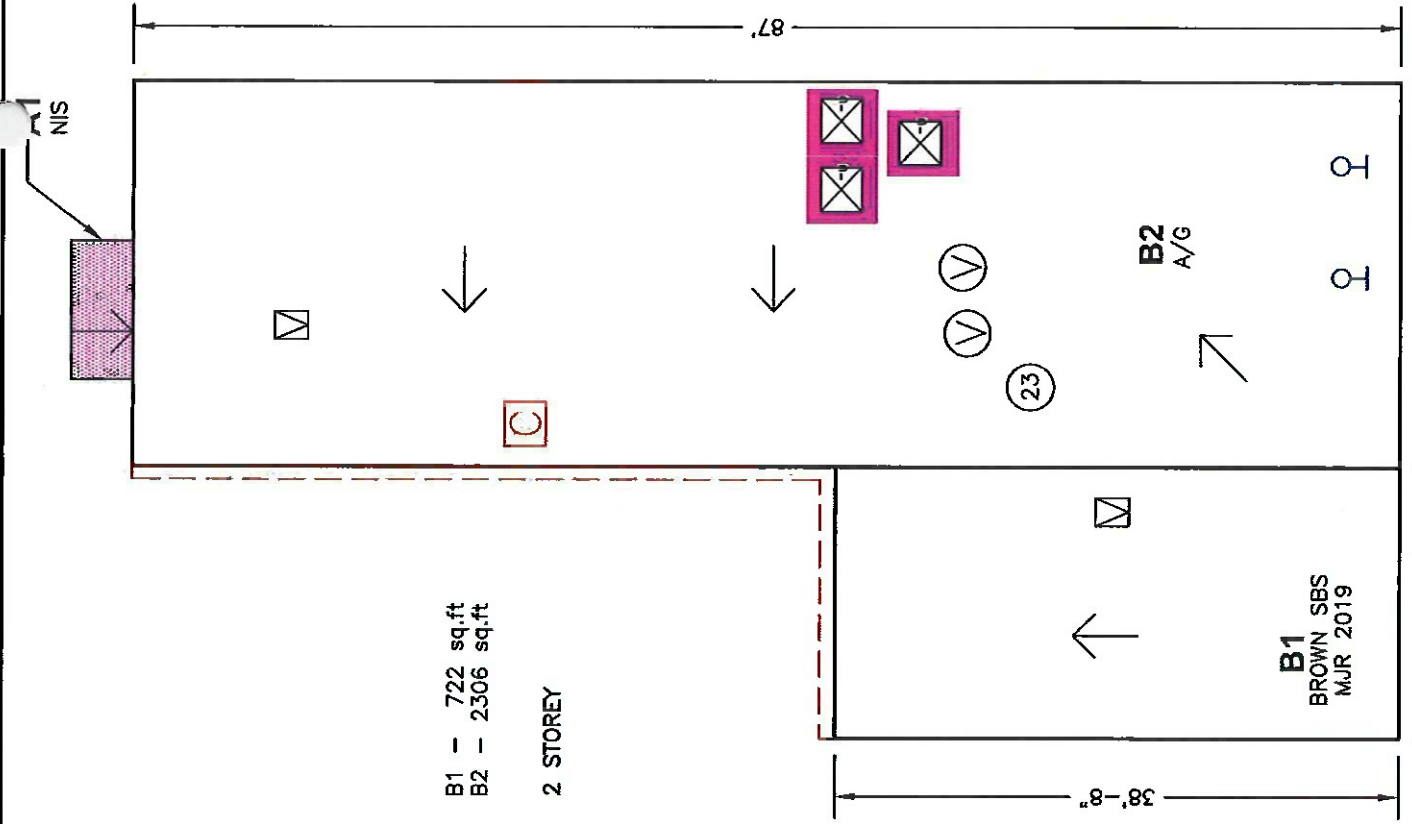 87'
A1
NIS
V
C
V
V
23
B2
A/G
V
B1 – 722 sq.ft
B2 – 2306 sq.ft
2 STOREY
B1
BROWN SBS
MJR 2019
38'-8"